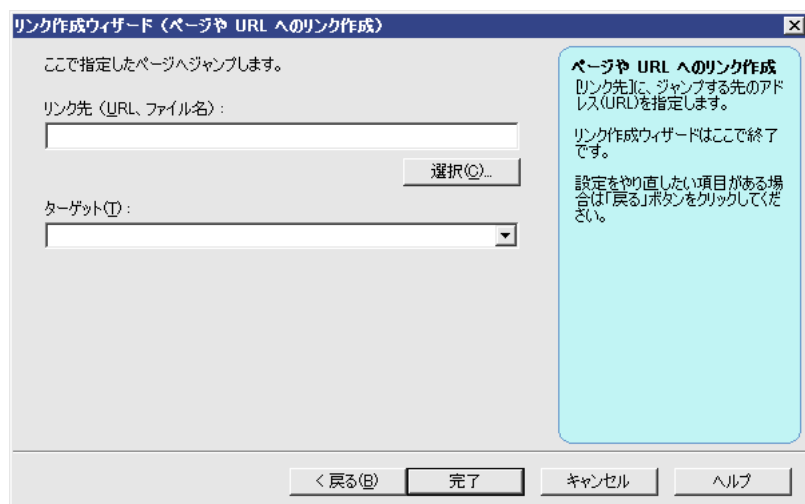 リンク作成ウィザード（ページや URL へのリンク作成）
ここで指定したページへジャンプします。
リンク先（URL、ファイル名）：
選択(C)...
ターゲット(T)：
ページや URL へのリンク作成
[リンク先]に、ジャンプする先のアド
レス(URL)を指定します。
リンク作成ウィザードはここで終了
です。
設定をやり直したい項目がある場
合は「戻る」ボタンをクリックしてくだ
さい。
< 戻る(B)
完了
キャンセル
ヘルプ